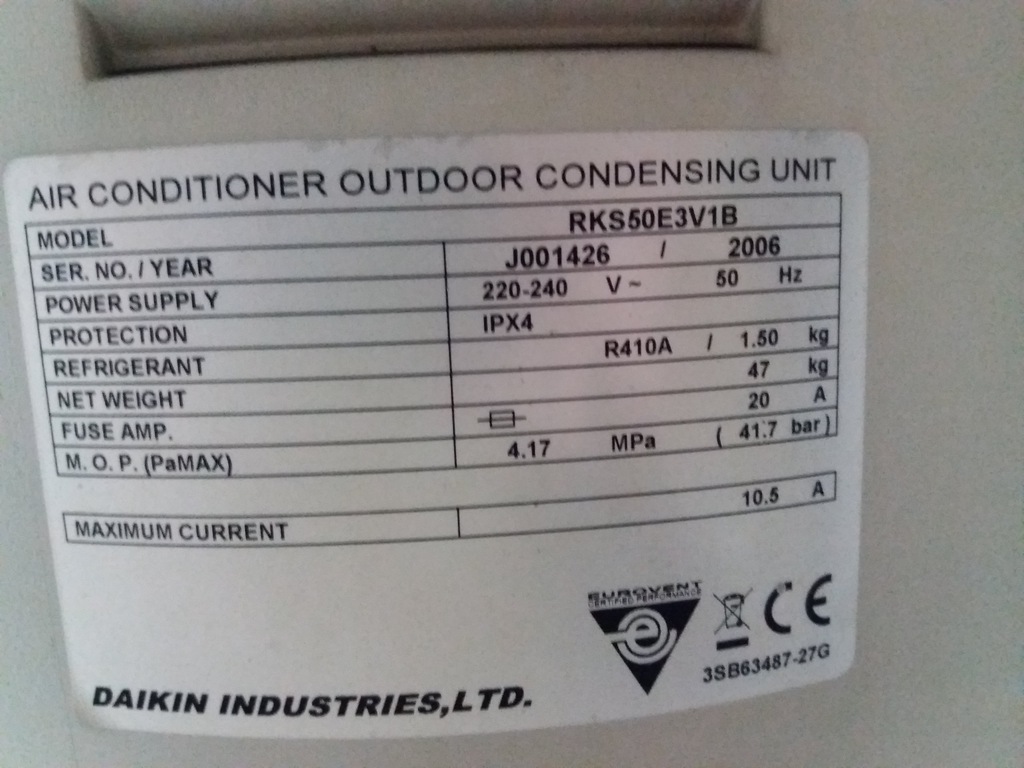 AIR CONDITIONER OUTDOOR CONDENSING UNIT
MODEL RKS50E3V1B
SER. NO. / YEAR J001426 / 2006
POWER SUPPLY 220-240 V ~ 50 Hz
PROTECTION IPX4
REFRIGERANT R410A / 1.50 kg
NET WEIGHT 47 kg
FUSE AMP. 20 A
M. O. P. (PaMAX) 4.17 MPa ( 41.7 bar )
MAXIMUM CURRENT 10.5 A
EUROVENT
CERTIFIED PERFORMANCE
CE
3SB63487-27G
DAIKIN INDUSTRIES,LTD.